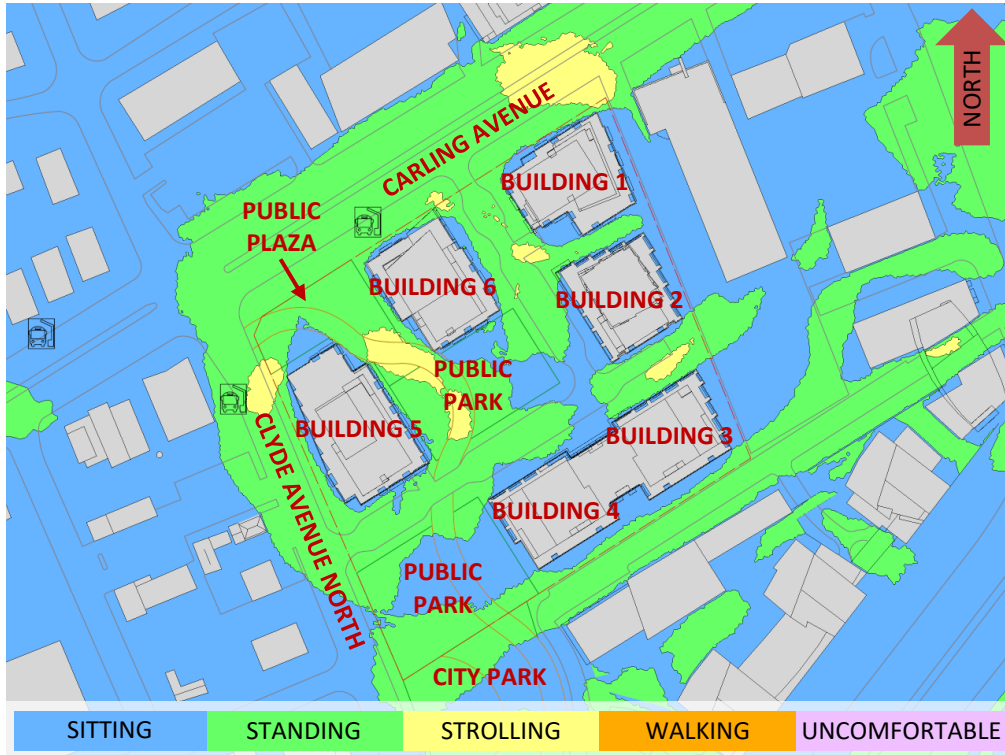 NORTH
CARLING AVENUE
BUILDING 1
PUBLIC
PLAZA
BUILDING 6
BUILDING 2
PUBLIC
PARK
BUILDING 5
BUILDING 3
CLYDE AVENUE NORTH
BUILDING 4
PUBLIC
PARK
CITY PARK
SITTING
STANDING
STROLLING
WALKING
UNCOMFORTABLE